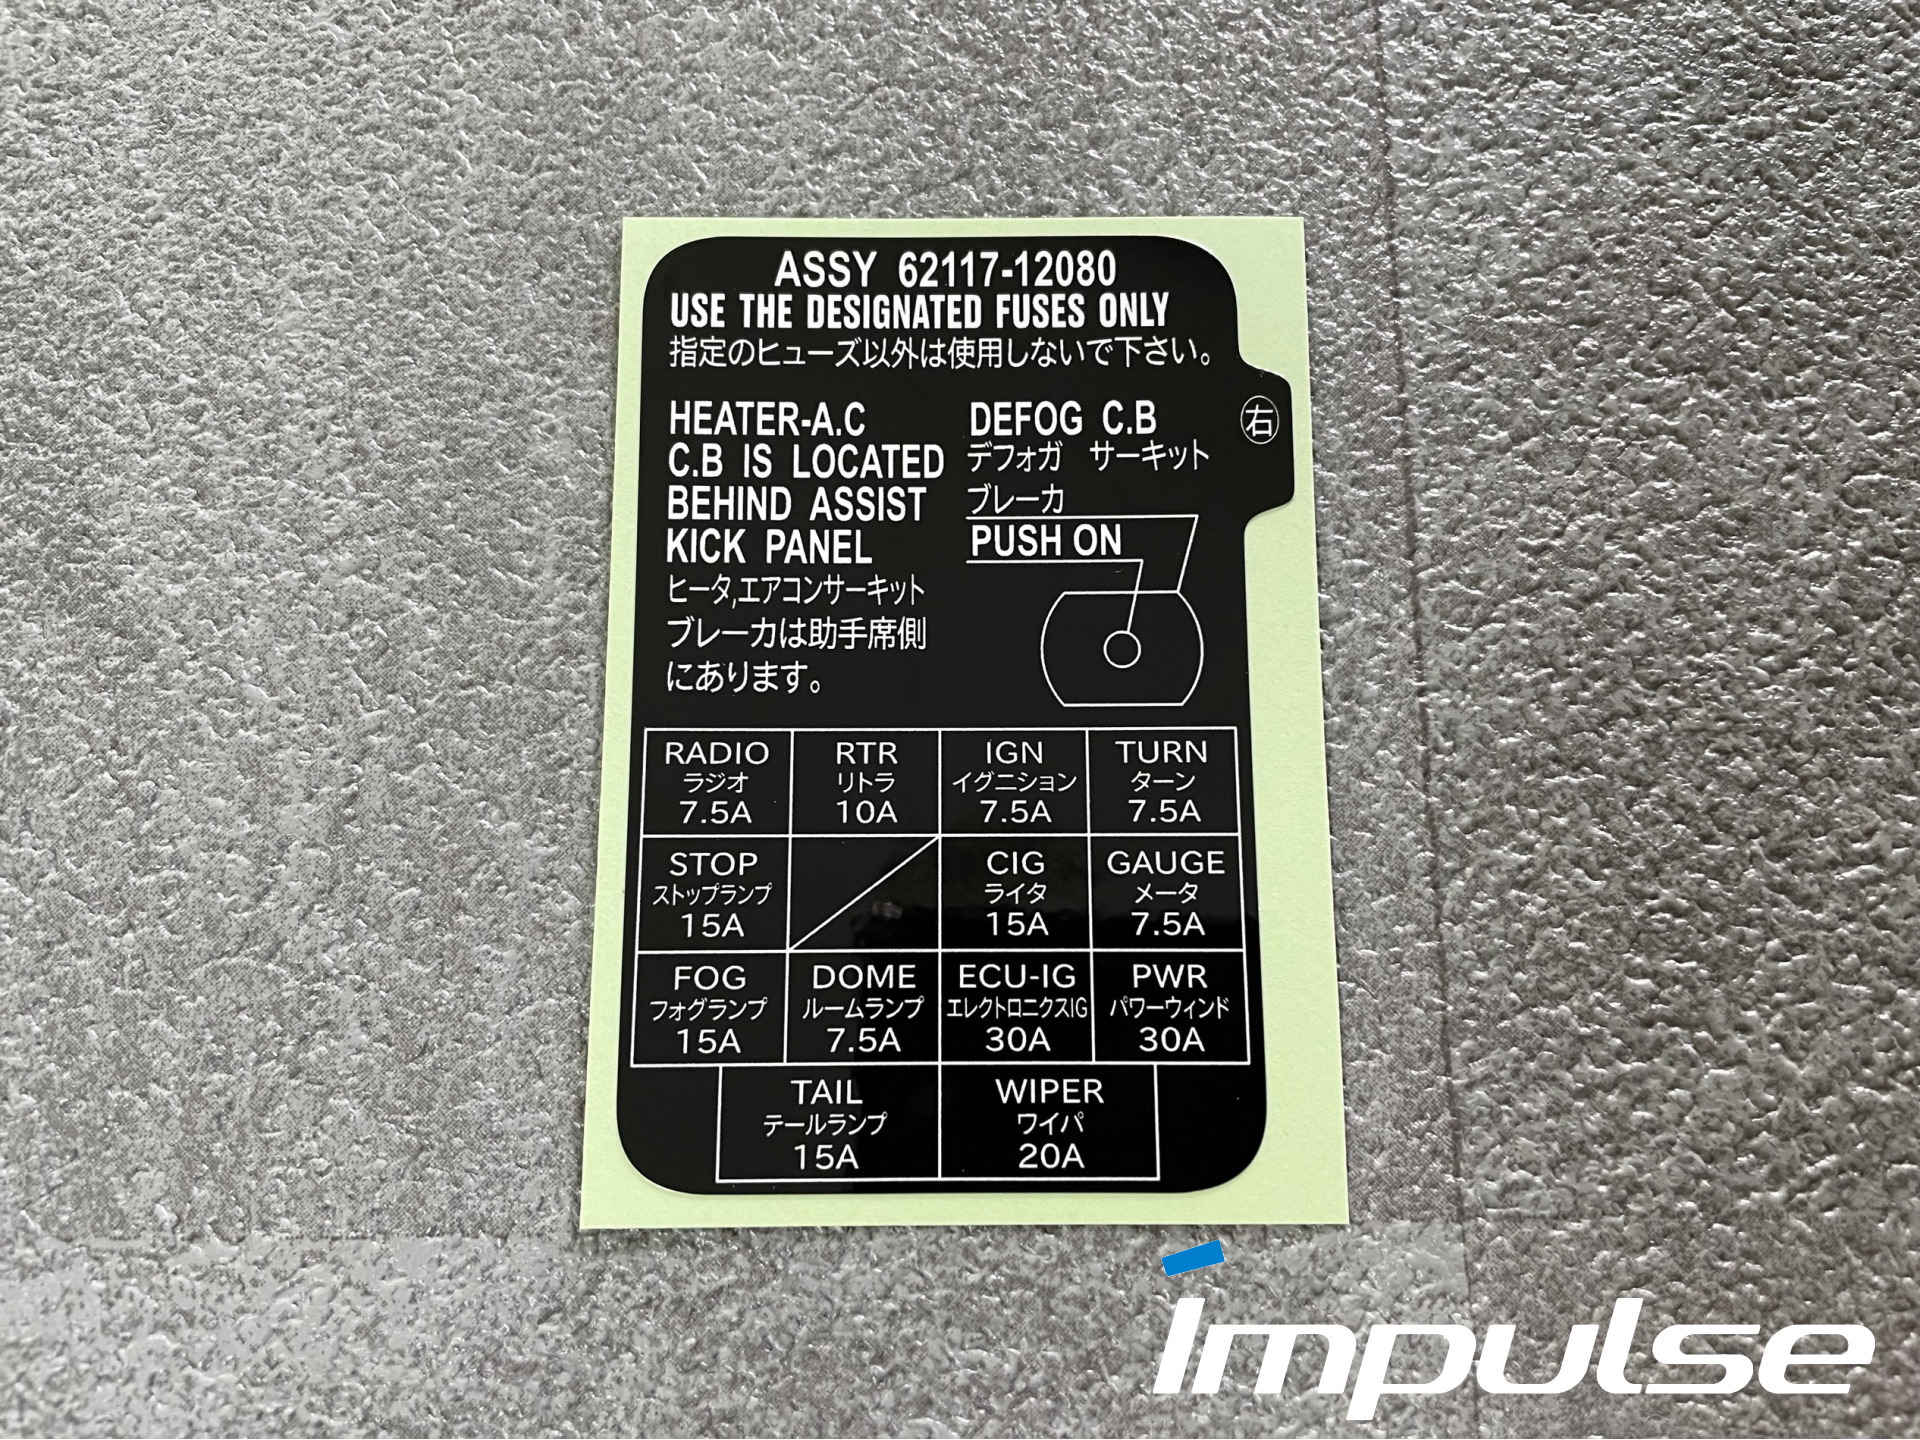 ASSY 62117-12080
USE THE DESIGNATED FUSES ONLY
指定のヒューズ以外は使用しないで下さい。
HEATER-A.C
C.B IS LOCATED
BEHIND ASSIST
KICK PANEL
ヒータ,エアコンサーキット
ブレーカは助手席側
にあります。
DEFOG C.B
デフォガ サーキット
ブレーカ
PUSH ON
右
RADIO
ラジオ
7.5A
RTR
リトラ
10A
IGN
イグニション
7.5A
TURN
ターン
7.5A
STOP
ストップランプ
15A
CIG
ライタ
15A
GAUGE
メータ
7.5A
FOG
フォグランプ
15A
DOME
ルームランプ
7.5A
ECU-IG
エレクトロニクスIG
30A
PWR
パワーウィンド
30A
TAIL
テールランプ
15A
WIPER
ワイパ
20A
Impulse